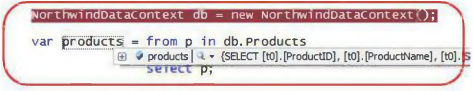 NorthwindDataContext db = new NorthwindDataContext();
var products = from p in db.Products
products {SELECT [t0].[ProductID], [t0].[ProductName], [t0].S
select p;